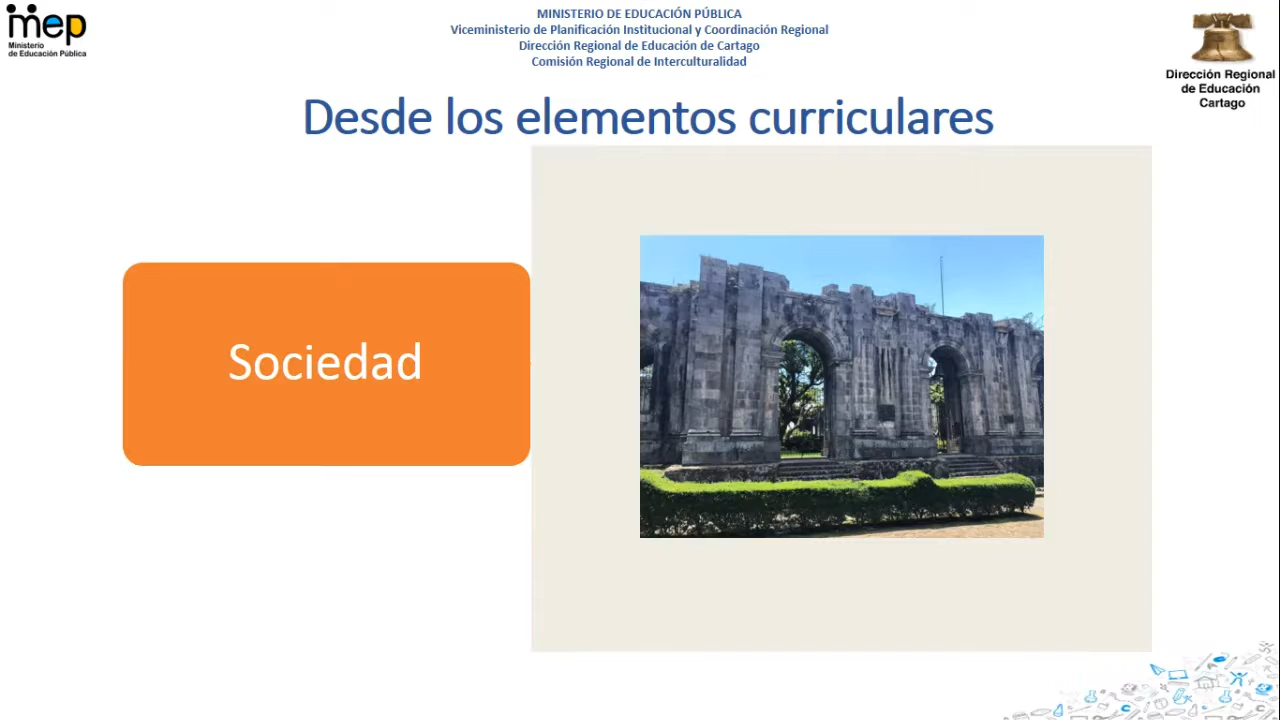 mep
Ministerio
de Educación Pública
MINISTERIO DE EDUCACIÓN PÚBLICA
Viceministerio de Planificación Institucional y Coordinación Regional
Dirección Regional de Educación de Cartago
Comisión Regional de Interculturalidad
Dirección Regional
de Educación
Cartago
Desde los elementos curriculares
Sociedad